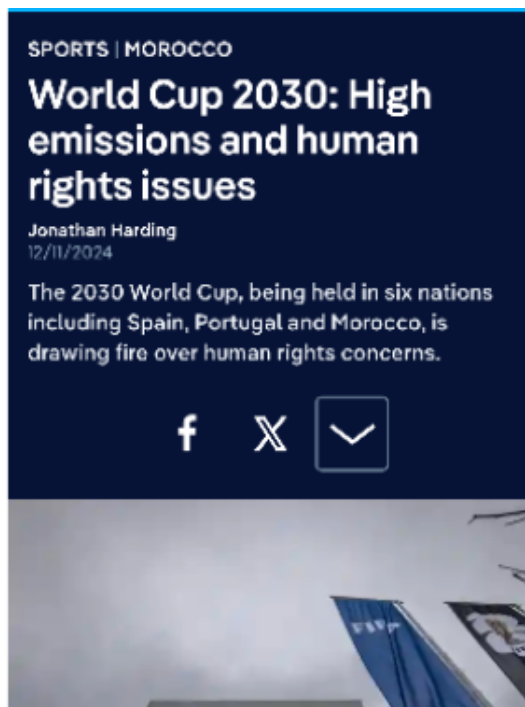 SPORTS | MOROCCO
World Cup 2030: High
emissions and human
rights issues
Jonathan Harding
12/11/2024
The 2030 World Cup, being held in six nations
including Spain, Portugal and Morocco, is
drawing fire over human rights concerns.